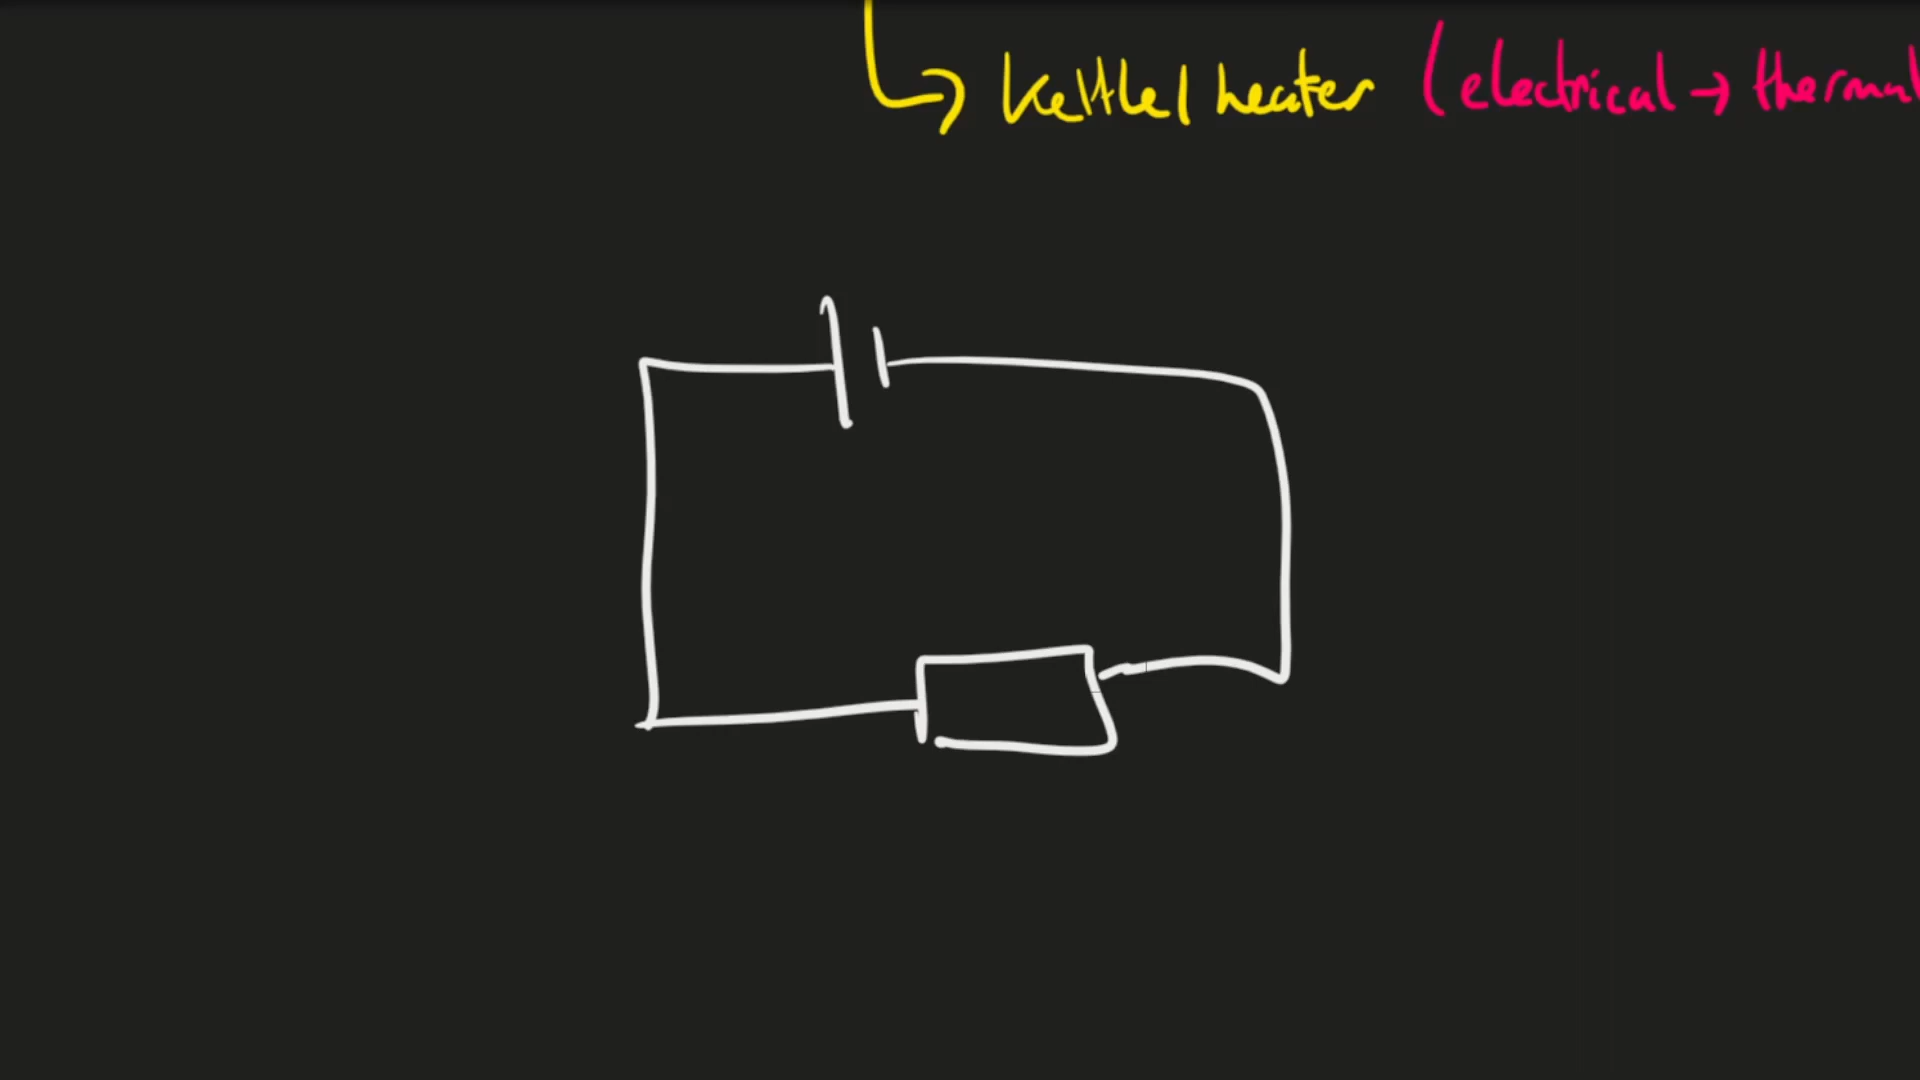 ↳ Kettle / heater (electrical → thermal